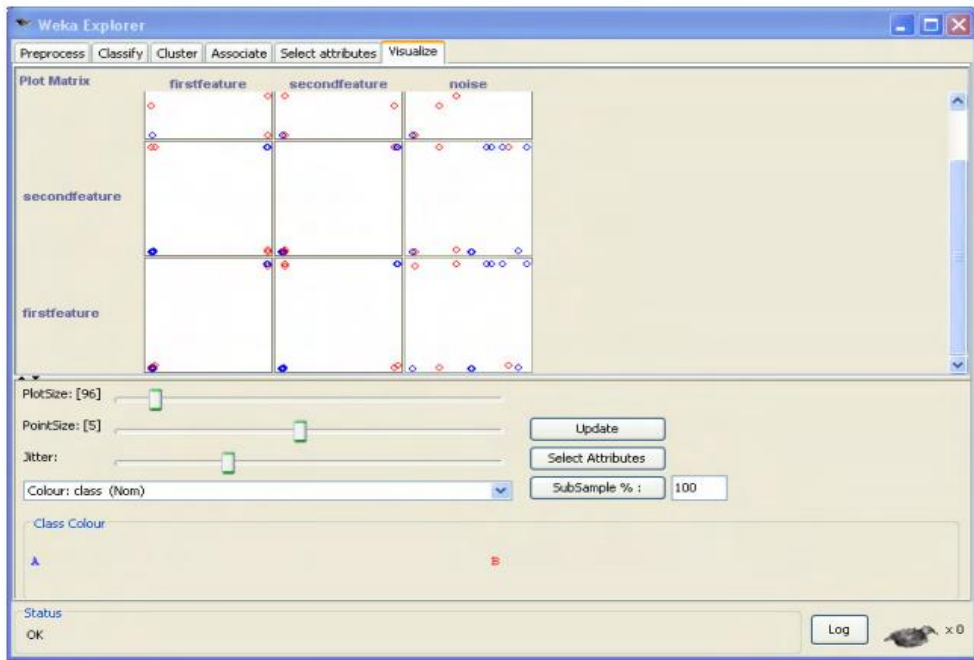 Weka Explorer
Preprocess Classify Cluster Associate Select attributes Visualize
Plot Matrix firstfeature secondfeature noise
secondfeature
firstfeature
PlotSize: [96]
PointSize: [5] Update
Jitter: Select Attributes
Colour: class (Nom) SubSample % : 100
Class Colour
A B
Status
OK Log x 0